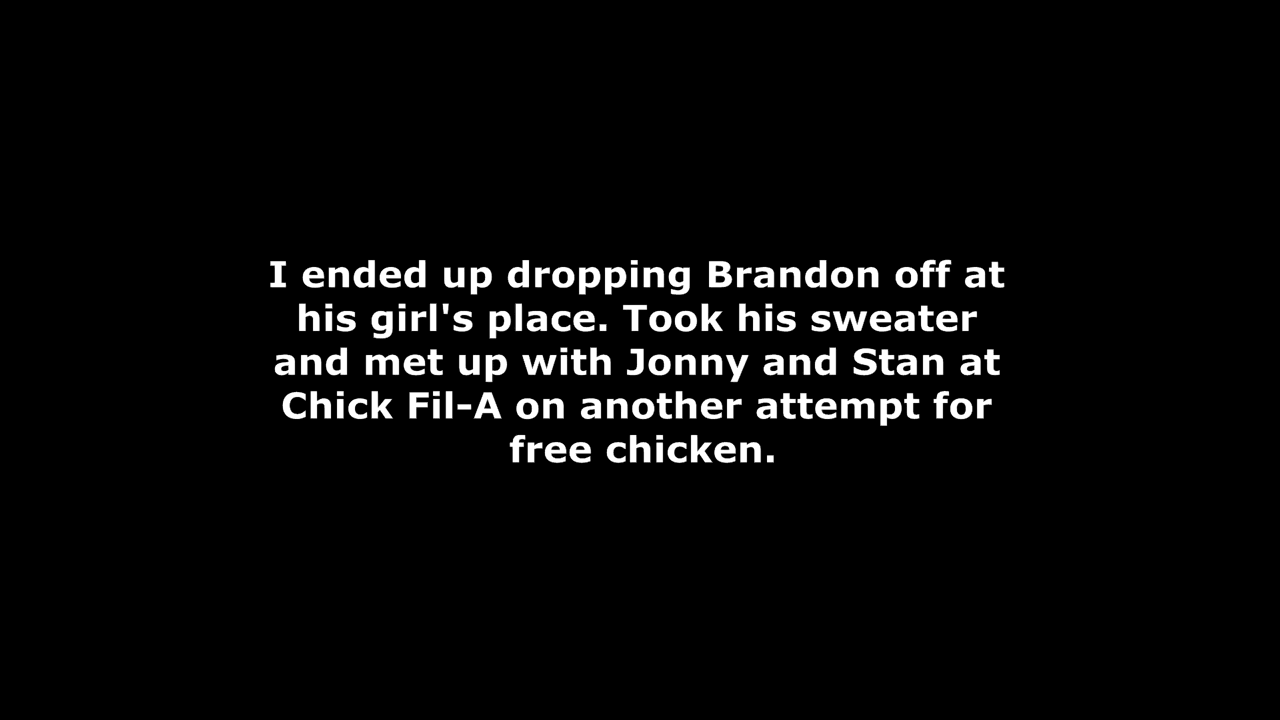 I ended up dropping Brandon off at
his girl's place. Took his sweater
and met up with Jonny and Stan at
Chick Fil-A on another attempt for
free chicken.